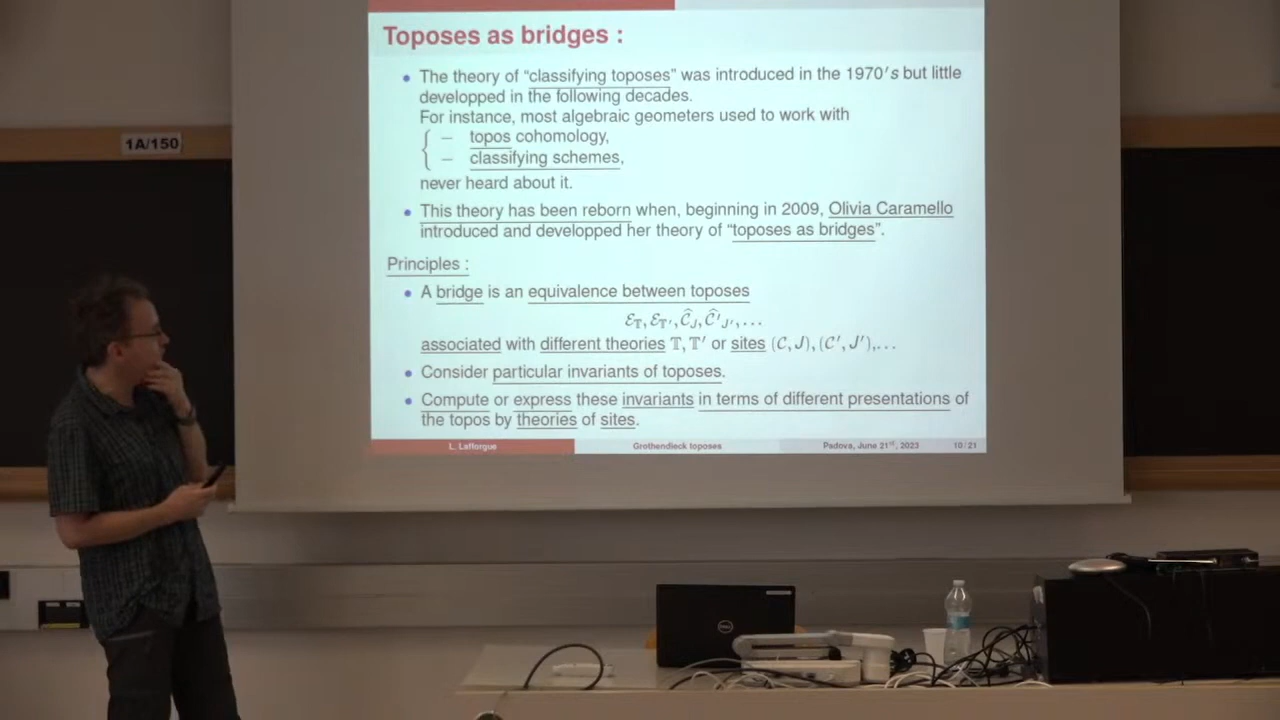 Toposes as bridges :
• The theory of “classifying toposes” was introduced in the 1970′s but little
developped in the following decades.
For instance, most algebraic geometers used to work with
{ – topos cohomology,
– classifying schemes,
never heard about it.
• This theory has been reborn when, beginning in 2009, Olivia Caramello
introduced and developped her theory of “toposes as bridges”.
Principles :
• A bridge is an equivalence between toposes
ℰ_𝕋, ℰ_𝕋′, Ĉ_J, Ĉ′_J′, ...
associated with different theories 𝕋, 𝕋′ or sites (C, J), (C′, J′), ...
• Consider particular invariants of toposes.
• Compute or express these invariants in terms of different presentations of
the topos by theories of sites.
L. Lafforgue Grothendieck toposes Padova, June 21st, 2023 10/21
1A/150
DELL